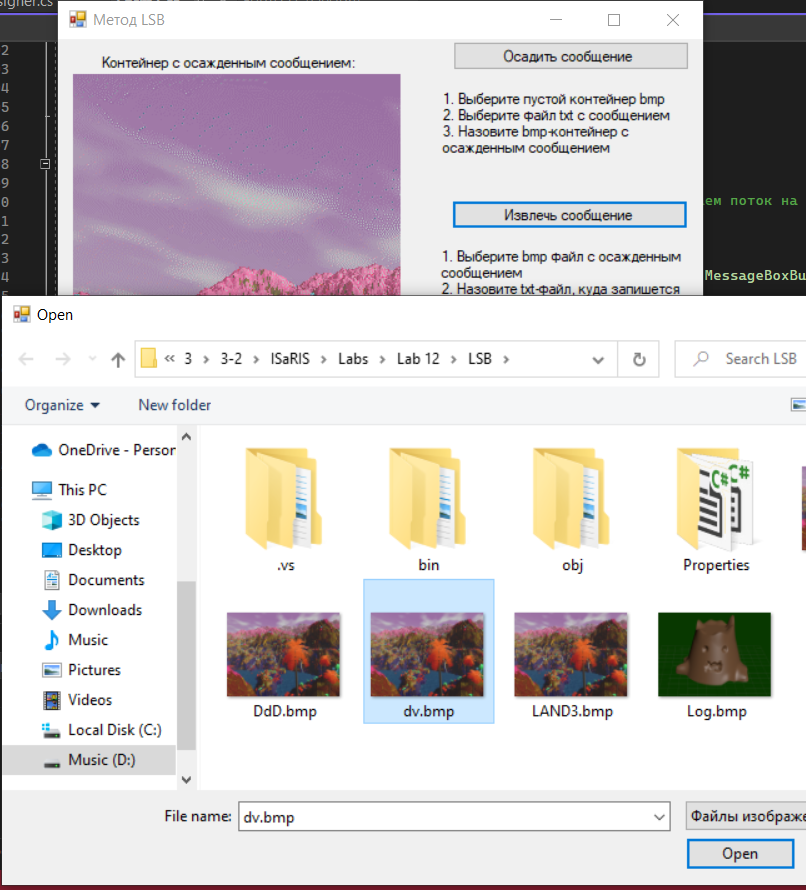 signer.cs
Метод LSB
Контейнер с осажденным сообщением:
Осадить сообщение
1. Выберите пустой контейнер bmp
2. Выберите файл txt с сообщением
3. Назовите bmp-контейнер с
осажденным сообщением
Извлечь сообщение
1. Выберите bmp файл с осажденным
сообщением
2. Назовите txt-файл, куда запишется
2
3
4
5
6
7
8
9
0
1
2
3
4
ем поток на
MessageBoxBu
Open
« 3 › 3-2 › ISaRIS › Labs › Lab 12 › LSB ›
Search LSB
Organize
New folder
OneDrive - Person
This PC
3D Objects
Desktop
Documents
Downloads
Music
Pictures
Videos
Local Disk (C:)
Music (D:)
.vs
bin
obj
Properties
C# C#
DdD.bmp
dv.bmp
LAND3.bmp
Log.bmp
File name:
dv.bmp
Файлы изображе
Open